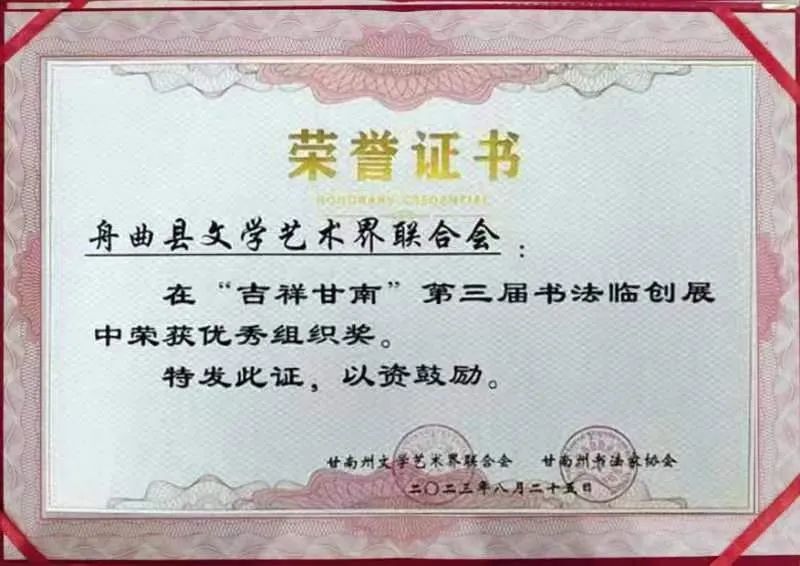 荣誉证书
HONORARY CREDENTIAL
舟曲县文学艺术界联合会：
在“吉祥甘南”第三届书法临创展
中荣获优秀组织奖。
特发此证，以资鼓励。
甘南州文学艺术界联合会 甘南州书法家协会
二〇二三年八月二十五日